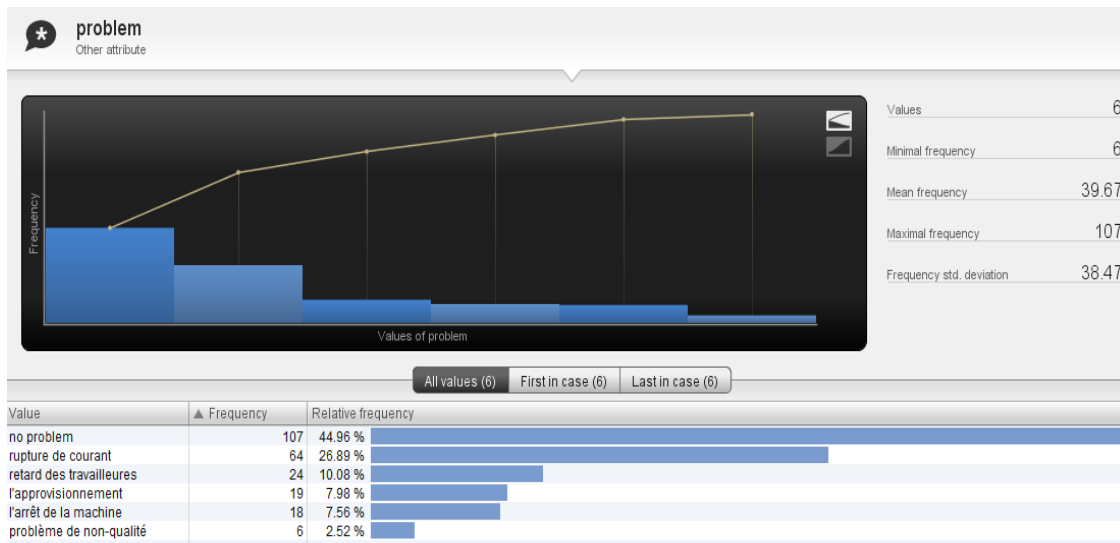 problem
Other attribute
Frequency
Values of problem
Values 6
Minimal frequency 6
Mean frequency 39.67
Maximal frequency 107
Frequency std. deviation 38.47
All values (6) First in case (6) Last in case (6)
Value ▲ Frequency Relative frequency
no problem 107 44.96 %
rupture de courant 64 26.89 %
retard des travailleures 24 10.08 %
l'approvisionnement 19 7.98 %
l'arrêt de la machine 18 7.56 %
problème de non-qualité 6 2.52 %